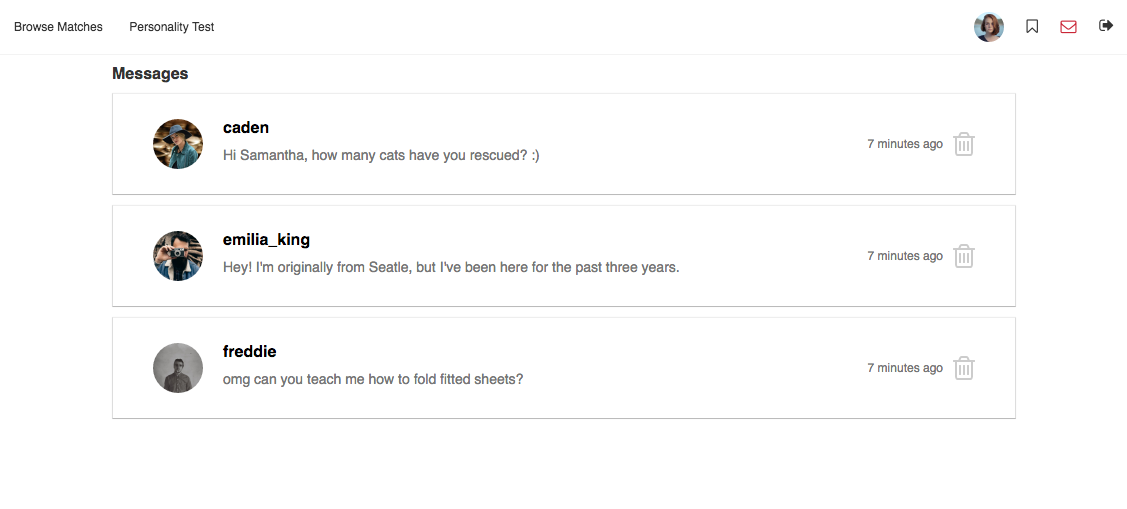 Browse Matches Personality Test
Messages
caden
Hi Samantha, how many cats have you rescued? :)
7 minutes ago
emilia_king
Hey! I'm originally from Seatle, but I've been here for the past three years.
7 minutes ago
freddie
omg can you teach me how to fold fitted sheets?
7 minutes ago